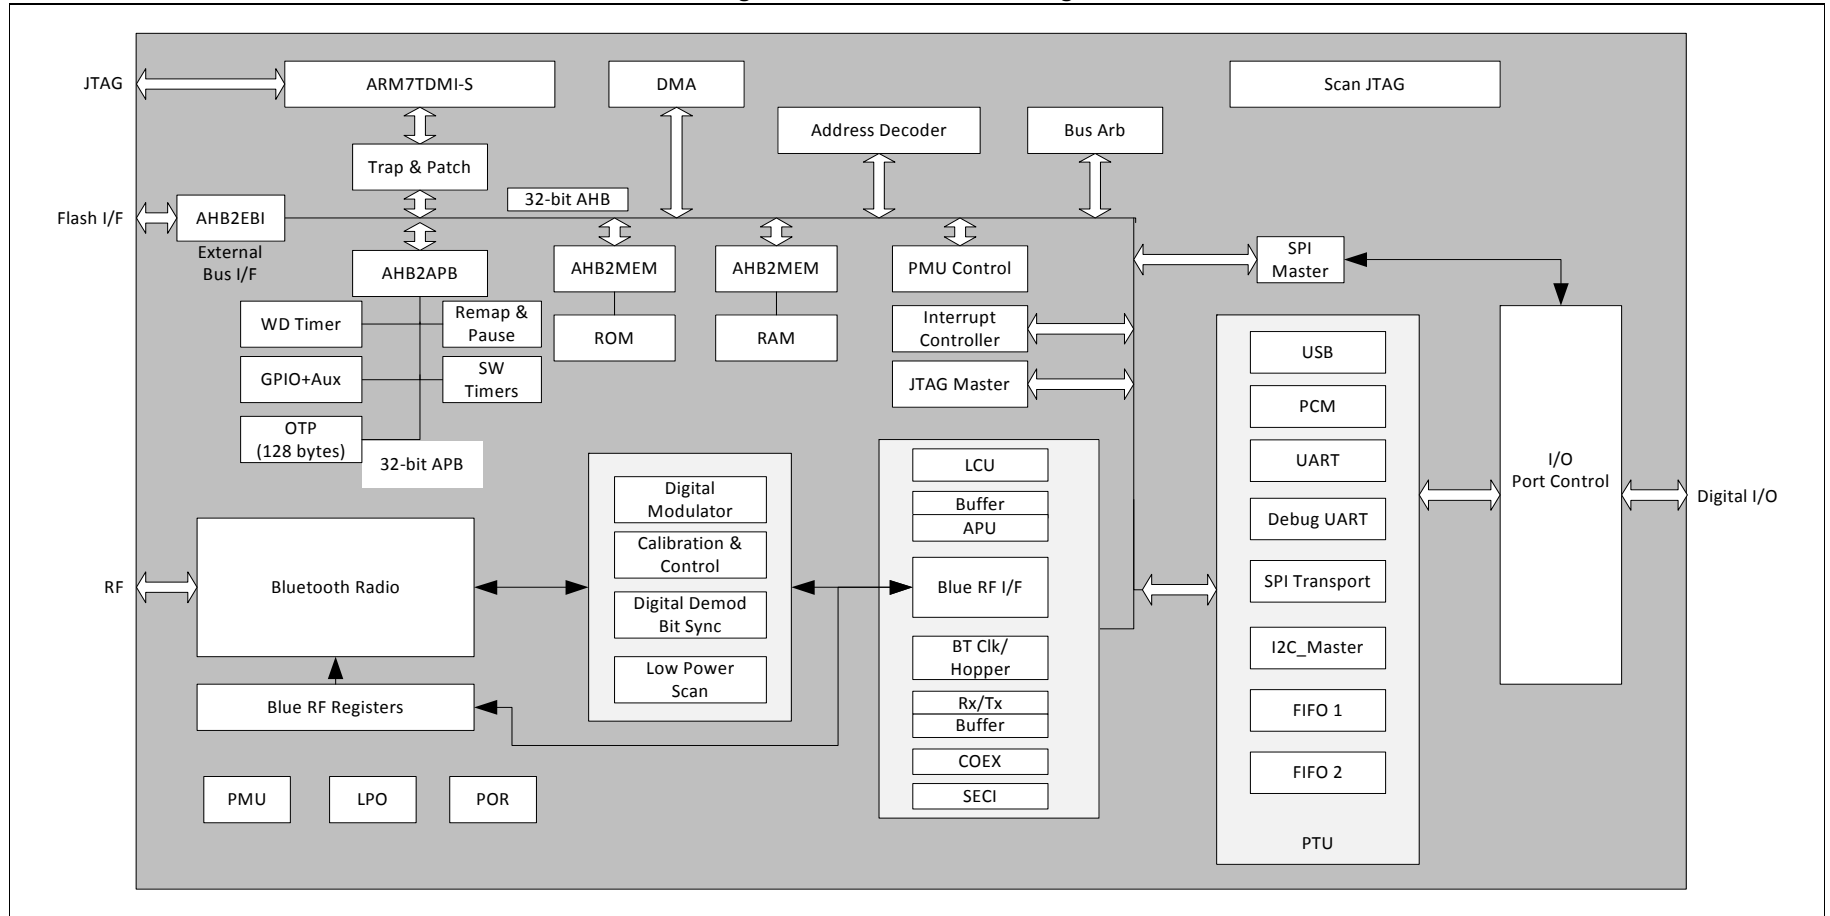 JTAG
ARM7TDMI-S
DMA
Scan JTAG
Address Decoder
Bus Arb
Trap & Patch
32-bit AHB
Flash I/F
AHB2EBI
External
Bus I/F
AHB2APB
AHB2MEM
AHB2MEM
PMU Control
SPI
Master
WD Timer
Remap &
Pause
ROM
RAM
Interrupt
Controller
GPIO+Aux
SW
Timers
JTAG Master
OTP
(128 bytes)
32-bit APB
USB
PCM
UART
Debug UART
SPI Transport
I2C_Master
FIFO 1
FIFO 2
PTU
I/O
Port Control
Digital I/O
LCU
Buffer
APU
Blue RF I/F
BT Clk/
Hopper
Rx/Tx
Buffer
COEX
SECI
Digital
Modulator
Calibration &
Control
Digital Demod
Bit Sync
Low Power
Scan
RF
Bluetooth Radio
Blue RF Registers
PMU
LPO
POR